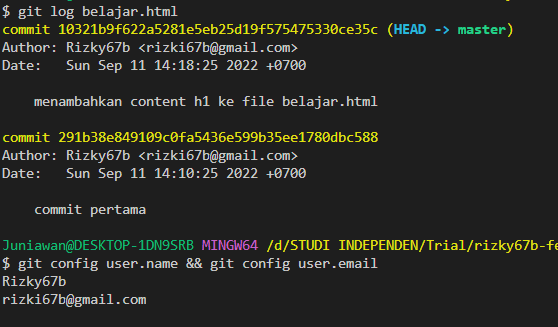 $ git log belajar.html
commit 10321b9f622a5281e5eb25d19f575475330ce35c (HEAD -> master)
Author: Rizky67b <rizki67b@gmail.com>
Date:   Sun Sep 11 14:18:25 2022 +0700
    menambahkan content h1 ke file belajar.html
commit 291b38e849109c0fa5436e599b35ee1780dbc588
Author: Rizky67b <rizki67b@gmail.com>
Date:   Sun Sep 11 14:10:25 2022 +0700
    commit pertama
Juniawan@DESKTOP-1DN9SRB MINGW64 /d/STUDI INDEPENDEN/Trial/rizky67b-fe
$ git config user.name && git config user.email
Rizky67b
rizki67b@gmail.com